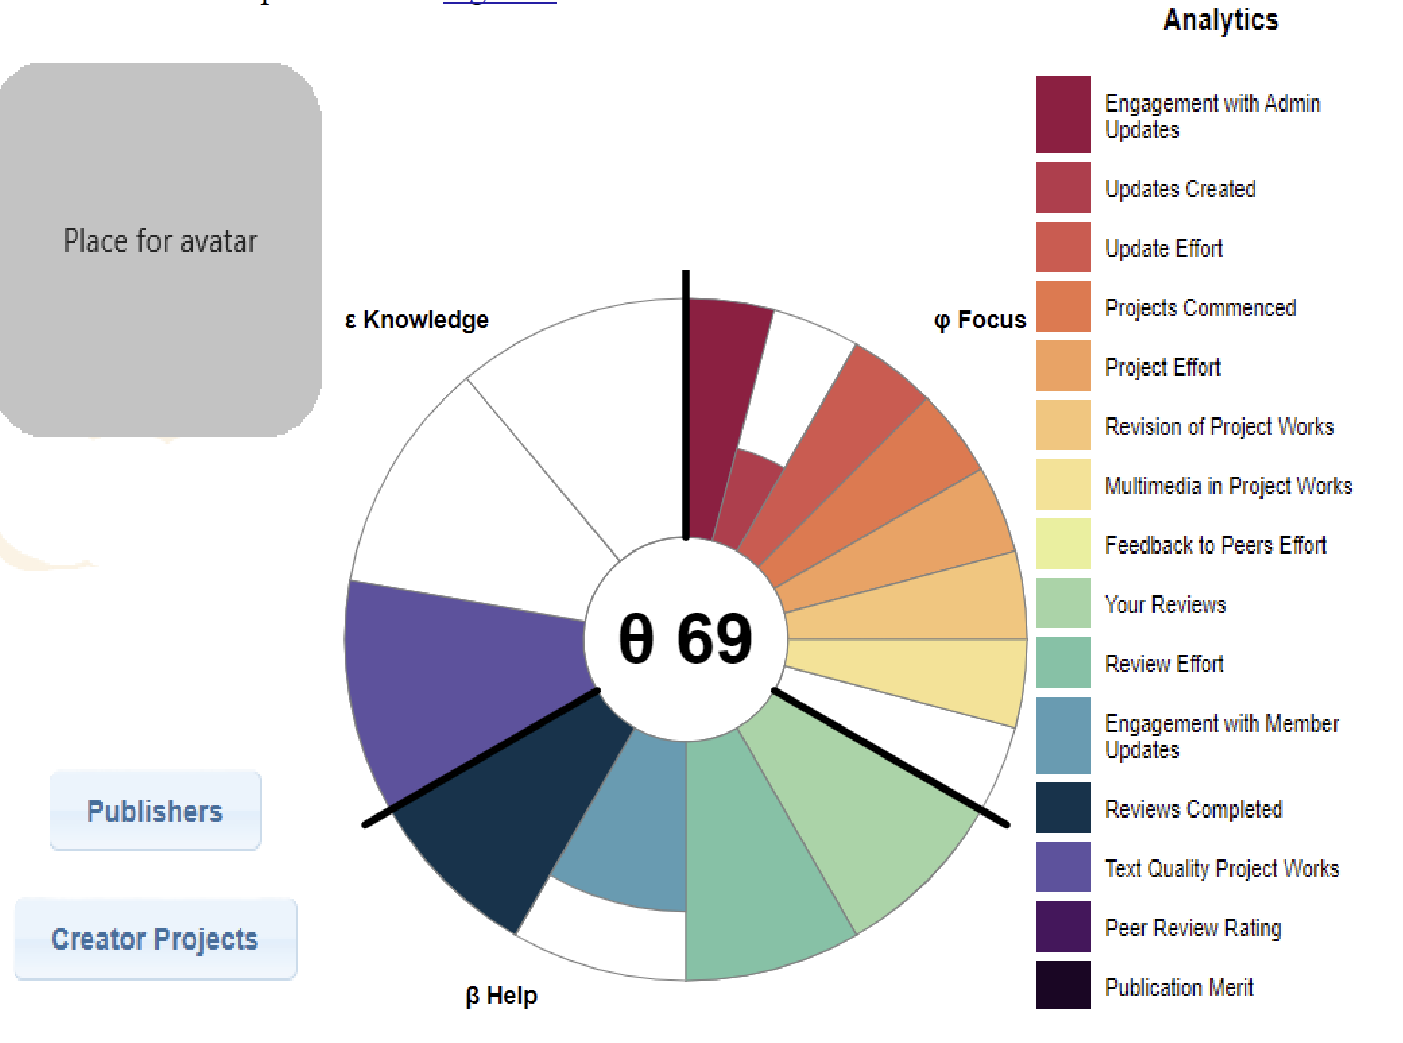 Analytics
Engagement with Admin
Updates
Updates Created
Update Effort
Place for avatar
Projects Commenced
ε Knowledge
φ Focus
Project Effort
Revision of Project Works
Multimedia in Project Works
Feedback to Peers Effort
Your Reviews
θ 69
Review Effort
Engagement with Member
Updates
Publishers
Reviews Completed
Text Quality Project Works
Creator Projects
Peer Review Rating
β Help
Publication Merit